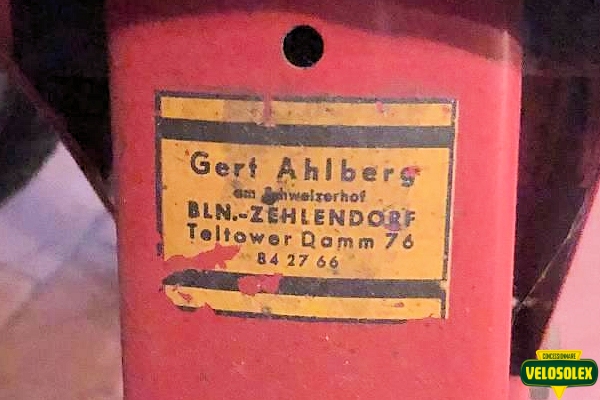 Gert Ahlberg
am Schweizerhof
BLN.-ZEHLENDORF
Teltower Damm 76
84 27 66
CONCESSIONNAIRE
VELOSOLEX